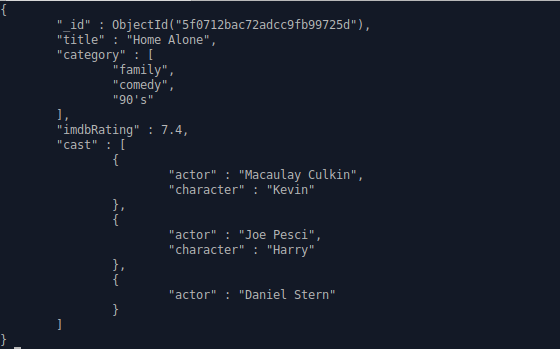 {
"_id" : ObjectId("5f0712bac72adcc9fb99725d"),
"title" : "Home Alone",
"category" : [
"family",
"comedy",
"90's"
],
"imdbRating" : 7.4,
"cast" : [
{
"actor" : "Macaulay Culkin",
"character" : "Kevin"
},
{
"actor" : "Joe Pesci",
"character" : "Harry"
},
{
"actor" : "Daniel Stern"
}
]
}